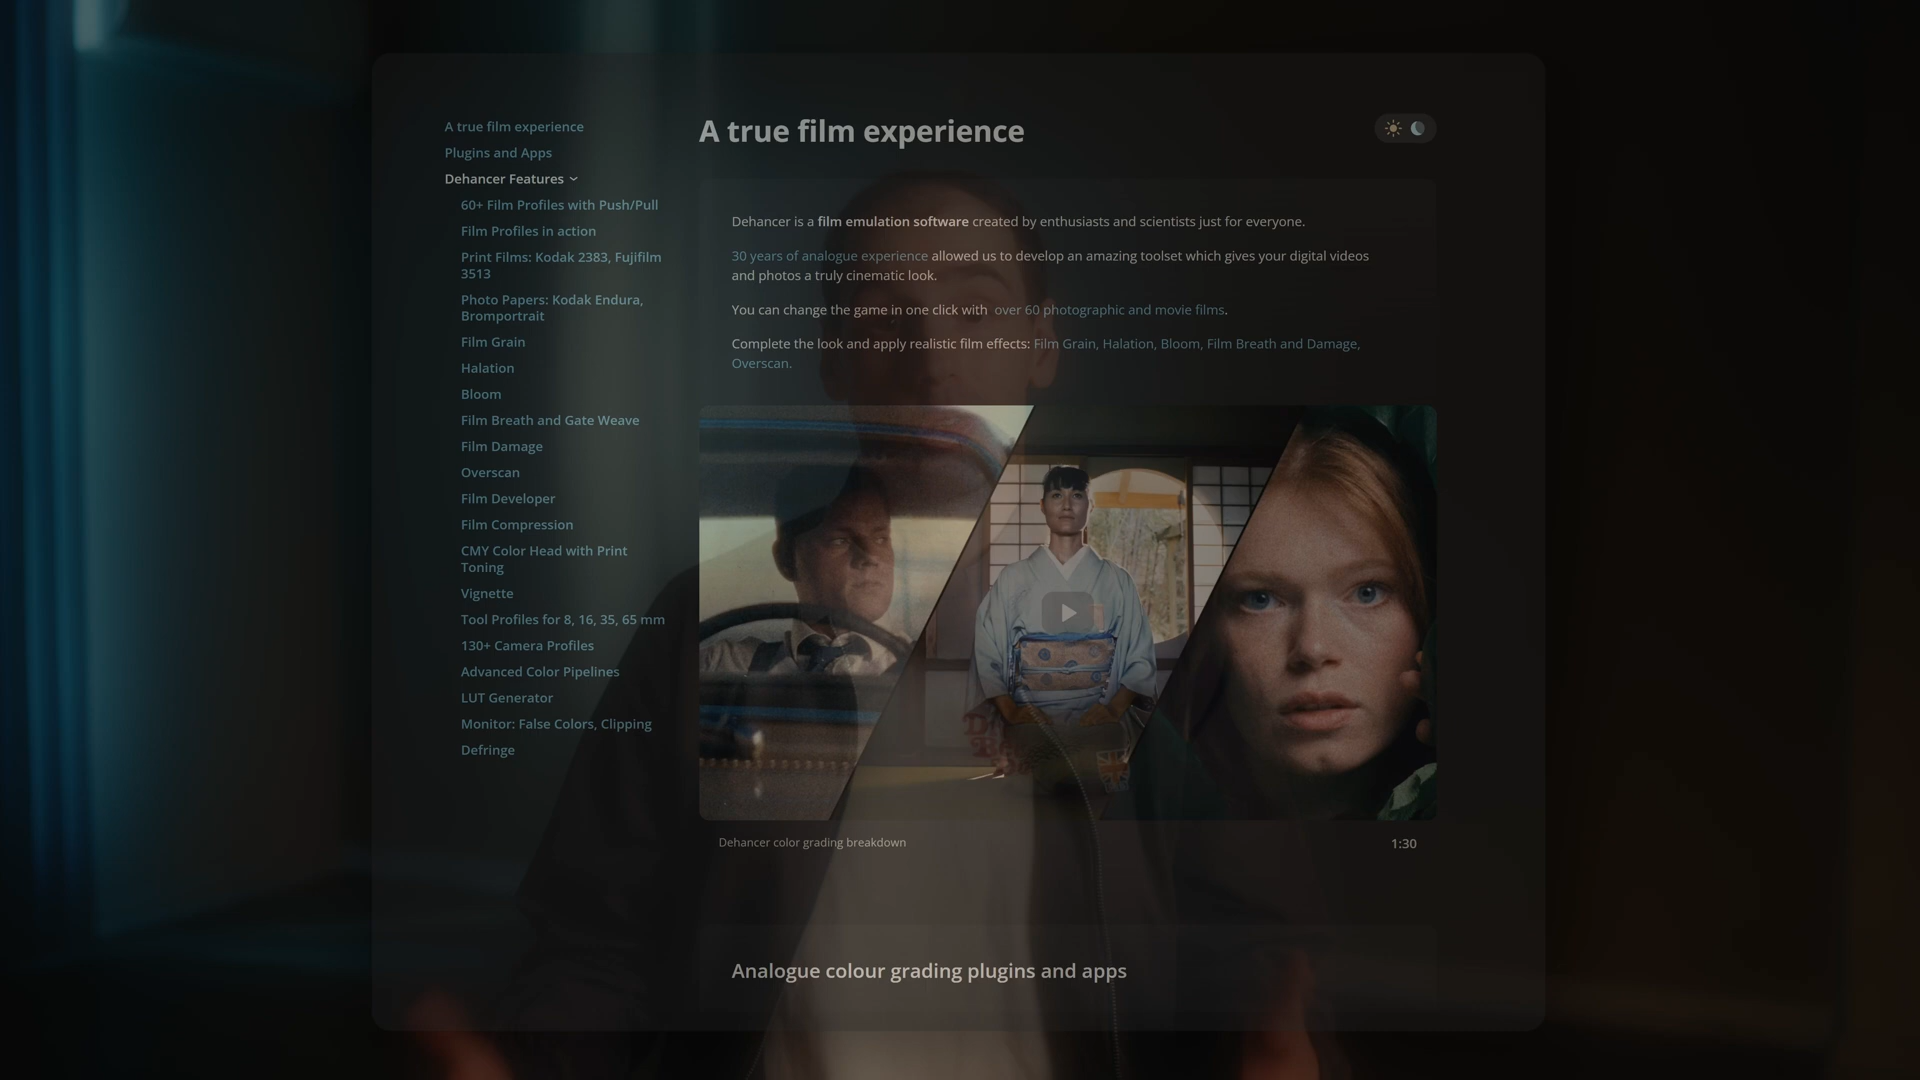 A true film experience
Plugins and Apps
Dehancer Features
60+ Film Profiles with Push/Pull
Film Profiles in action
Print Films: Kodak 2383, Fujifilm
3513
Photo Papers: Kodak Endura,
Bromportrait
Film Grain
Halation
Bloom
Film Breath and Gate Weave
Film Damage
Overscan
Film Developer
Film Compression
CMY Color Head with Print
Toning
Vignette
Tool Profiles for 8, 16, 35, 65 mm
130+ Camera Profiles
Advanced Color Pipelines
LUT Generator
Monitor: False Colors, Clipping
Defringe
A true film experience
Dehancer is a film emulation software created by enthusiasts and scientists just for everyone.
30 years of analogue experience allowed us to develop an amazing toolset which gives your digital videos
and photos a truly cinematic look.
You can change the game in one click with over 60 photographic and movie films.
Complete the look and apply realistic film effects: Film Grain, Halation, Bloom, Film Breath and Damage,
Overscan.
Dehancer color grading breakdown
1:30
Analogue colour grading plugins and apps